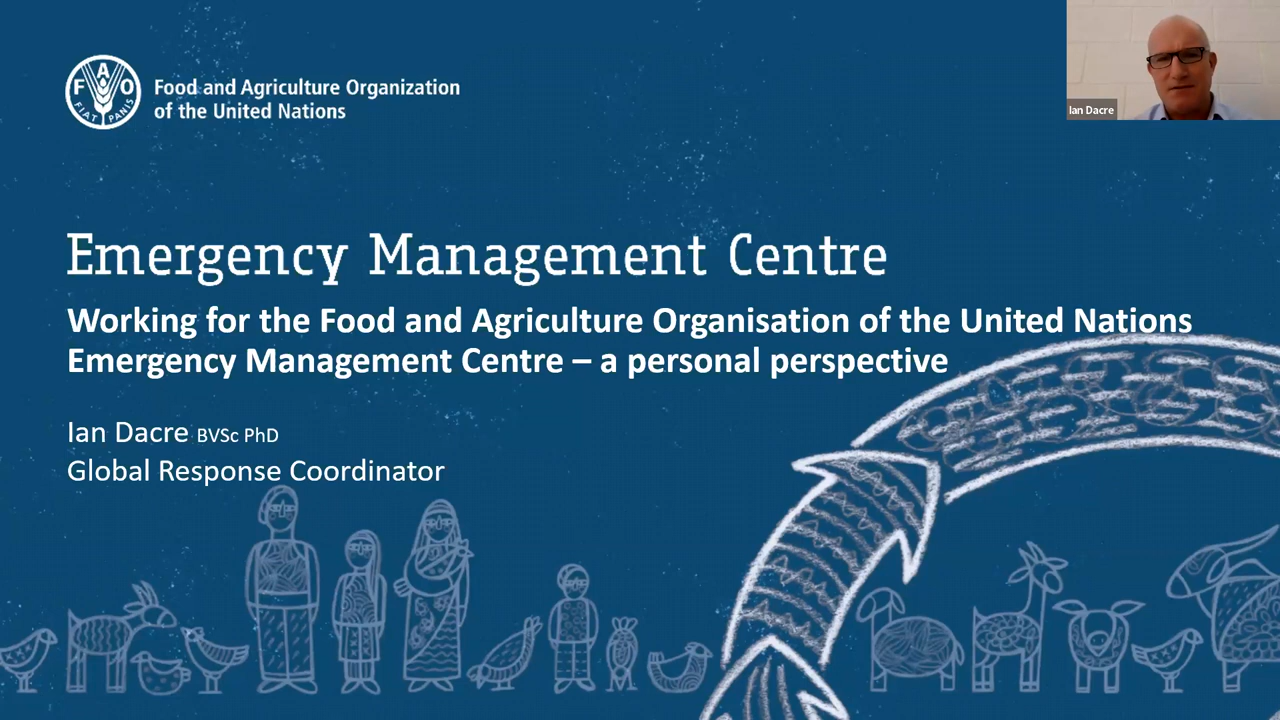 FAO
FIAT PANIS
Food and Agriculture Organization
of the United Nations
Ian Dacre
Emergency Management Centre
Working for the Food and Agriculture Organisation of the United Nations
Emergency Management Centre – a personal perspective
Ian Dacre BVSc PhD
Global Response Coordinator